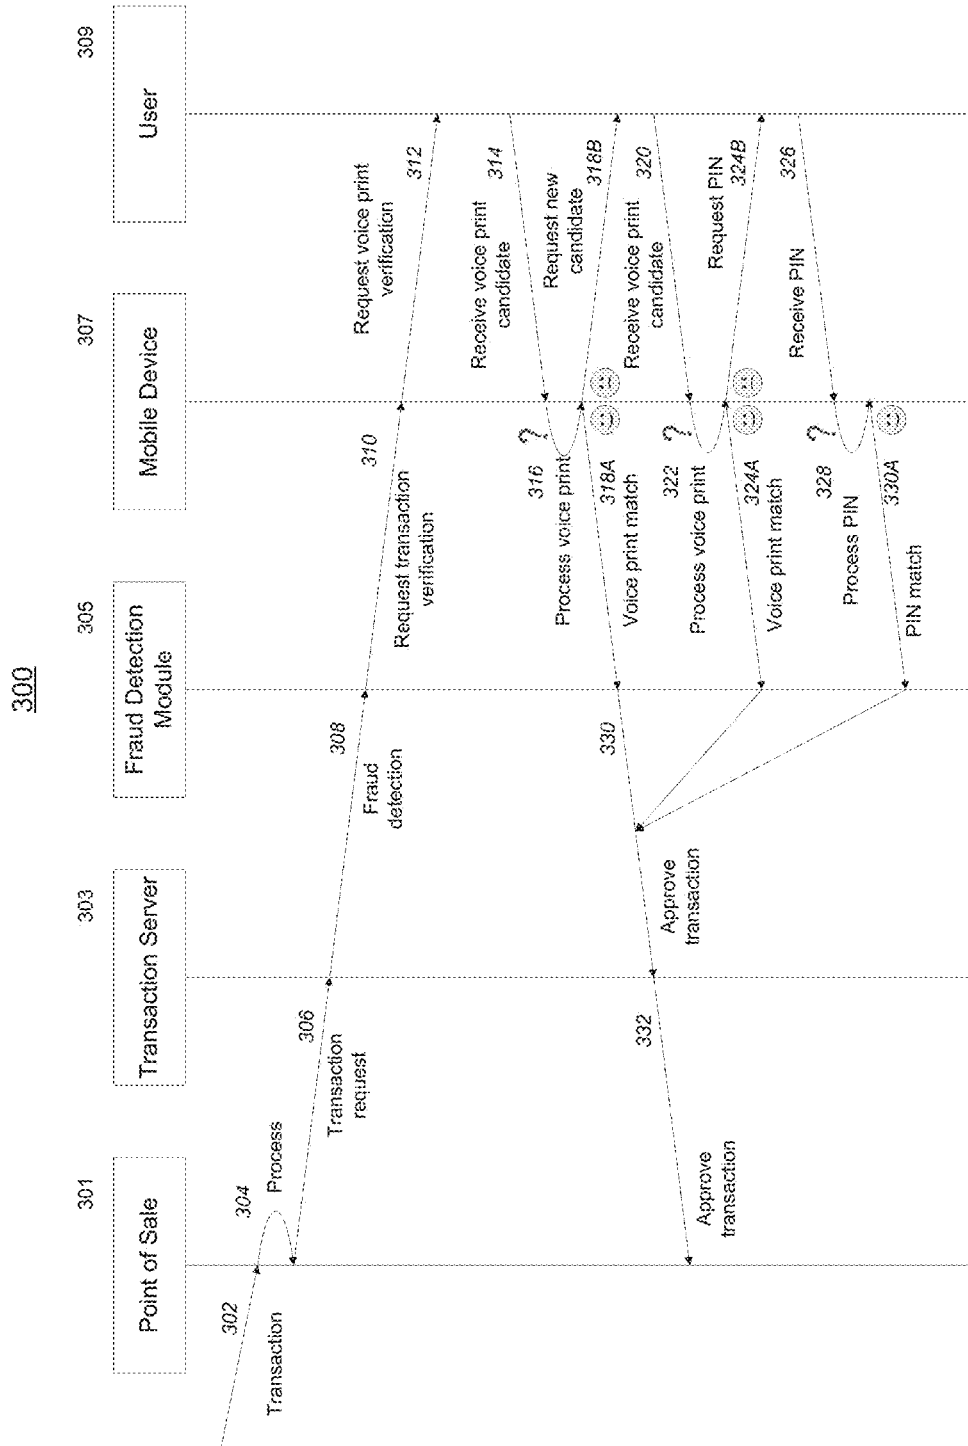 300
301
303
305
307
309
Point of Sale
Transaction Server
Fraud Detection
Module
Mobile Device
User
302
Transaction
304
Process
306
Transaction
request
308
Fraud
detection
310
Request transaction
verification
312
Request voice print
verification
314
Receive voice print
candidate
?
316
Process voice print
318A
Voice print match
318B
Request new
candidate
320
Receive voice print
candidate
?
322
Process voice print
324A
Voice print match
324B
Request PIN
326
Receive PIN
?
328
Process PIN
330A
PIN match
330
Approve
transaction
332
Approve
transaction